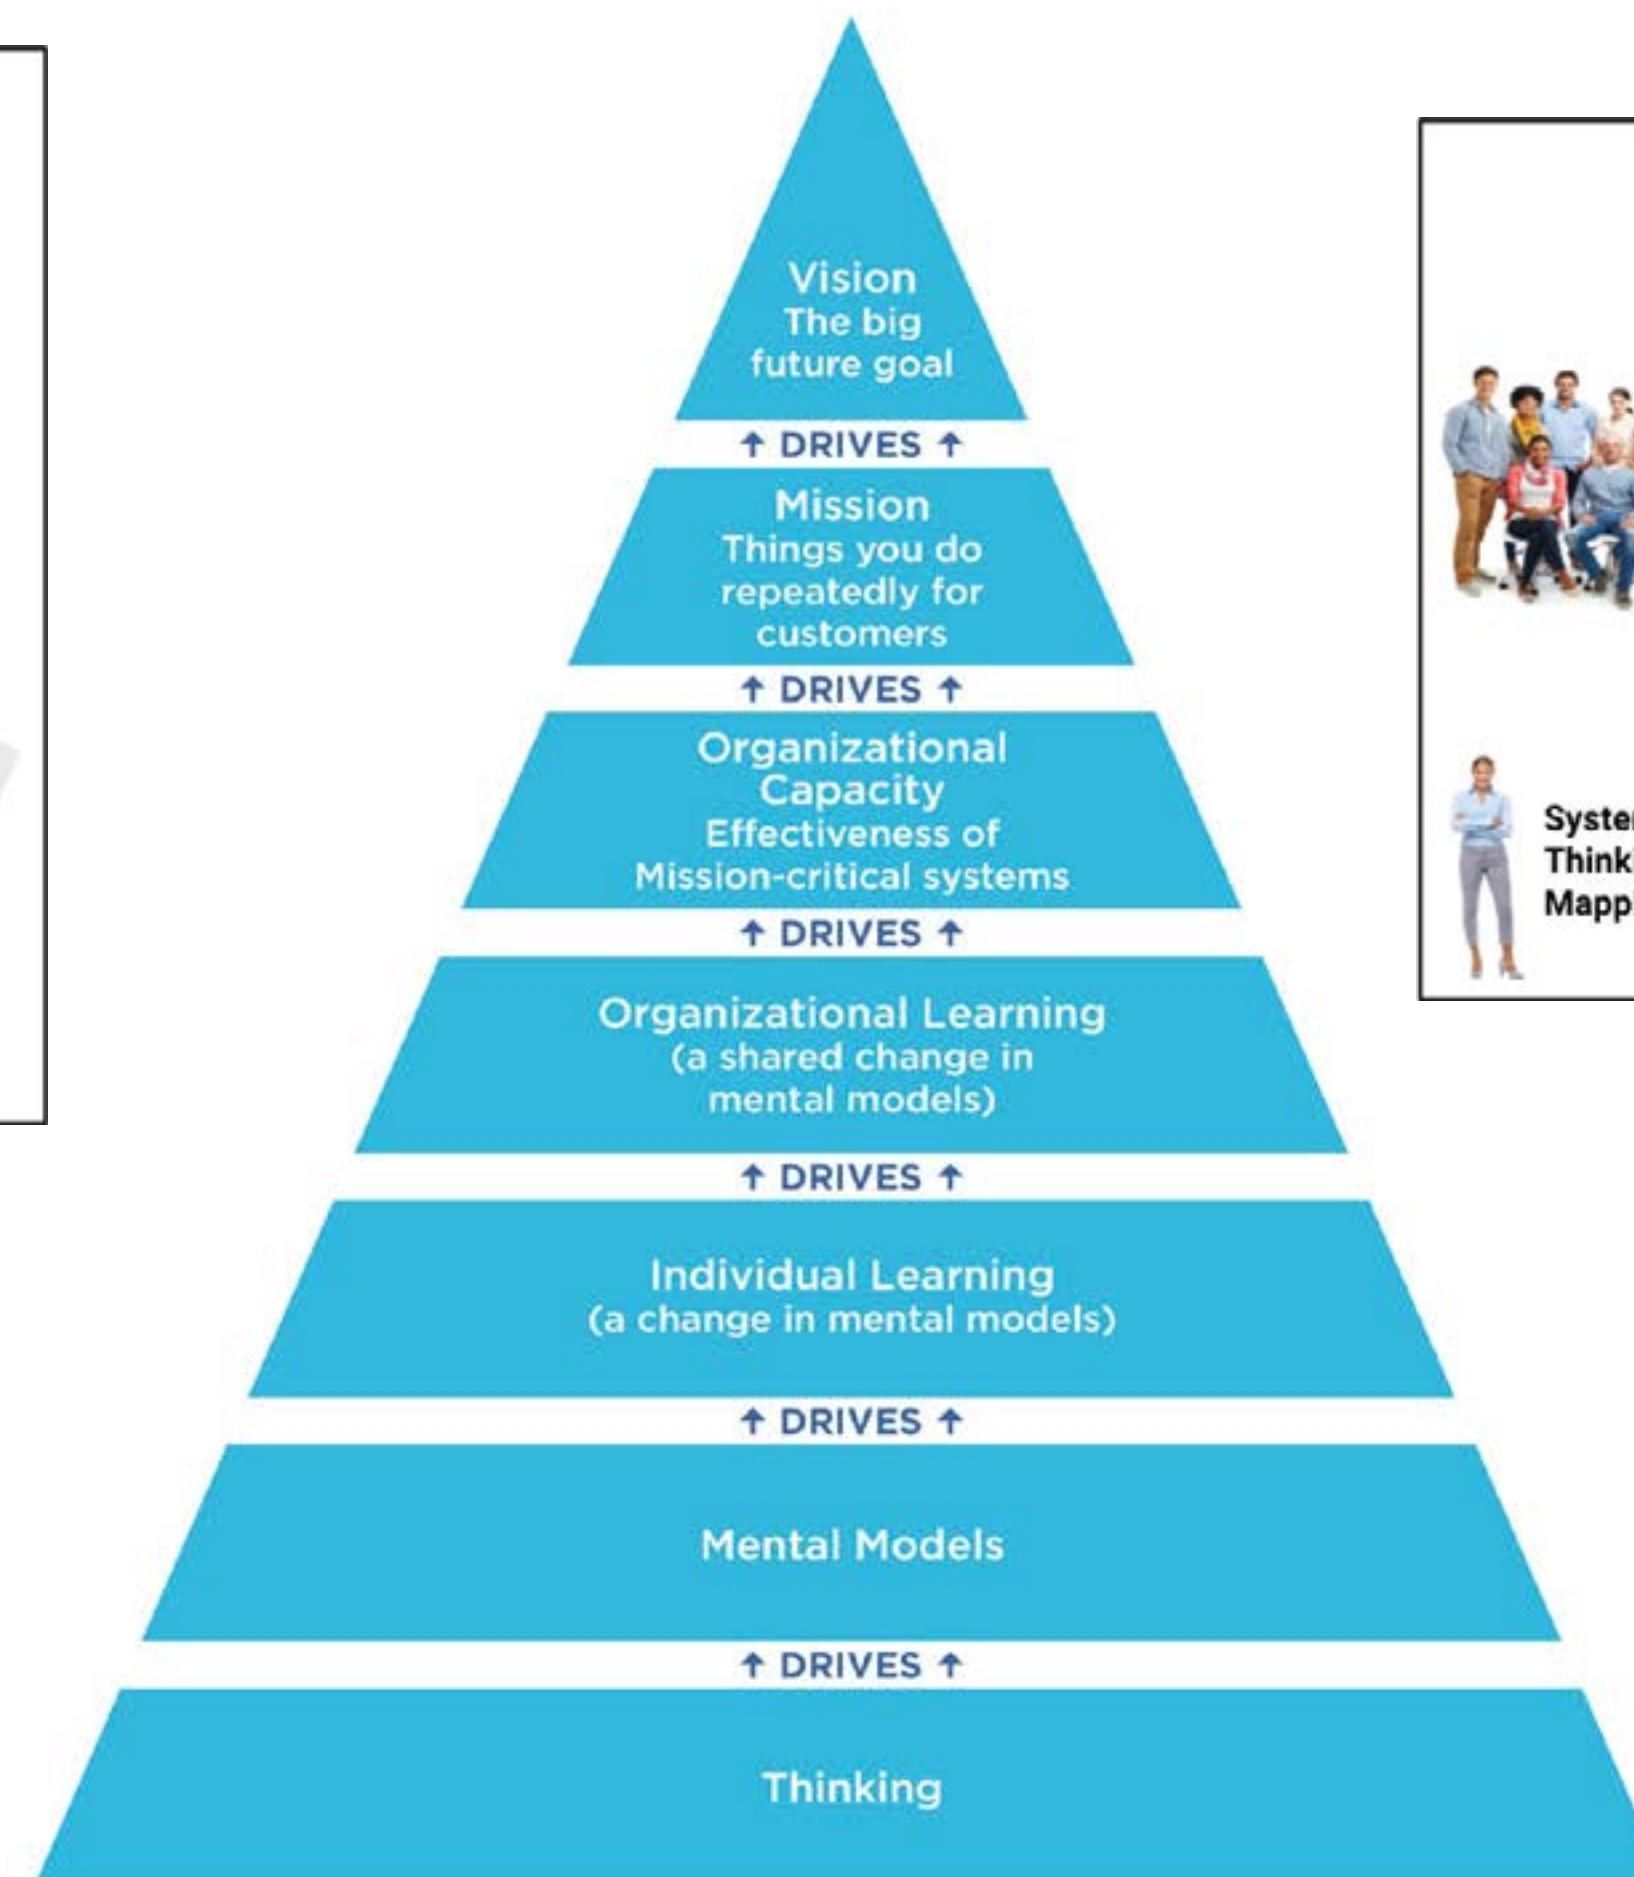 Vision
The big
future goal
↑ DRIVES ↑
Mission
Things you do
repeatedly for
customers
↑ DRIVES ↑
Organizational
Capacity
Effectiveness of
Mission-critical systems
↑ DRIVES ↑
Organizational Learning
(a shared change in
mental models)
↑ DRIVES ↑
Individual Learning
(a change in mental models)
↑ DRIVES ↑
Mental Models
↑ DRIVES ↑
Thinking